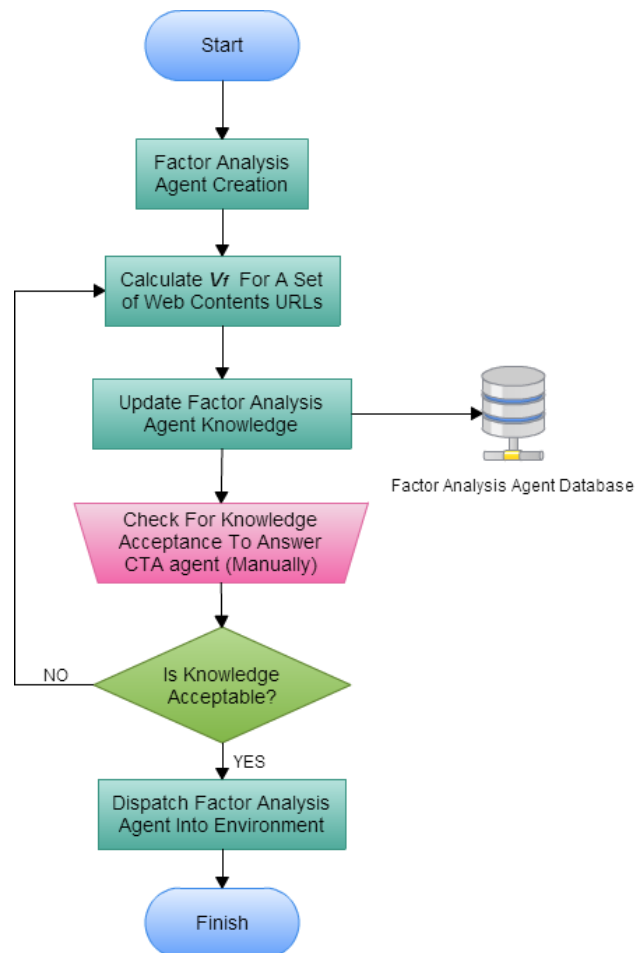 Start
Factor Analysis
Agent Creation
Calculate Vf For A Set
of Web Contents URLs
Update Factor Analysis
Agent Knowledge
Factor Analysis Agent Database
Check For Knowledge
Acceptance To Answer
CTA agent (Manually)
Is Knowledge
Acceptable?
NO
YES
Dispatch Factor Analysis
Agent Into Environment
Finish